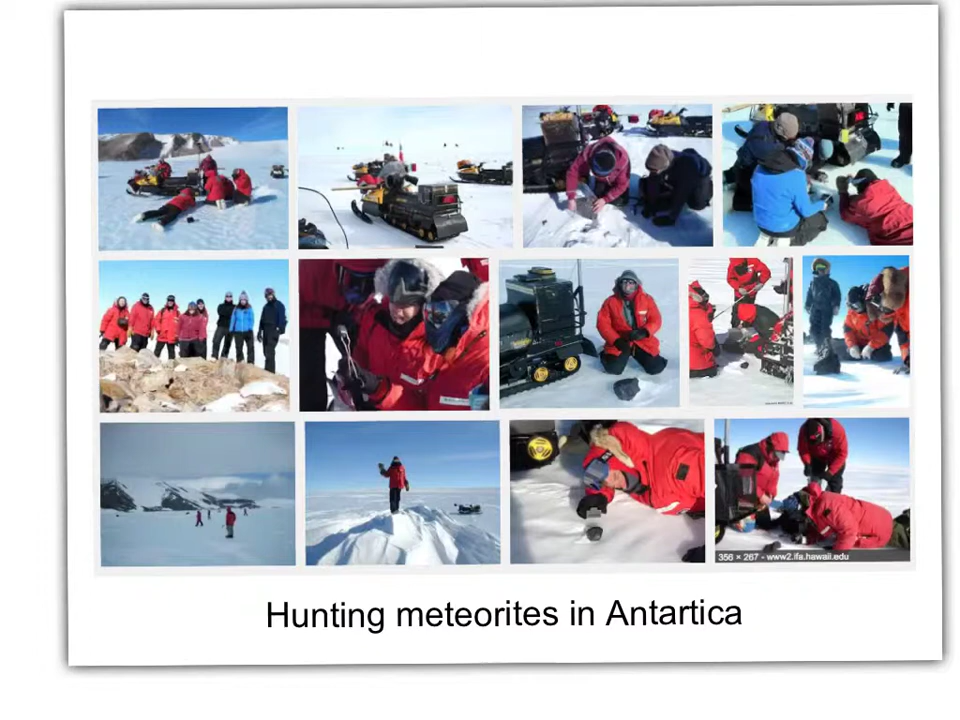 356 × 267 - www2.ifa.hawaii.edu
Hunting meteorites in Antartica